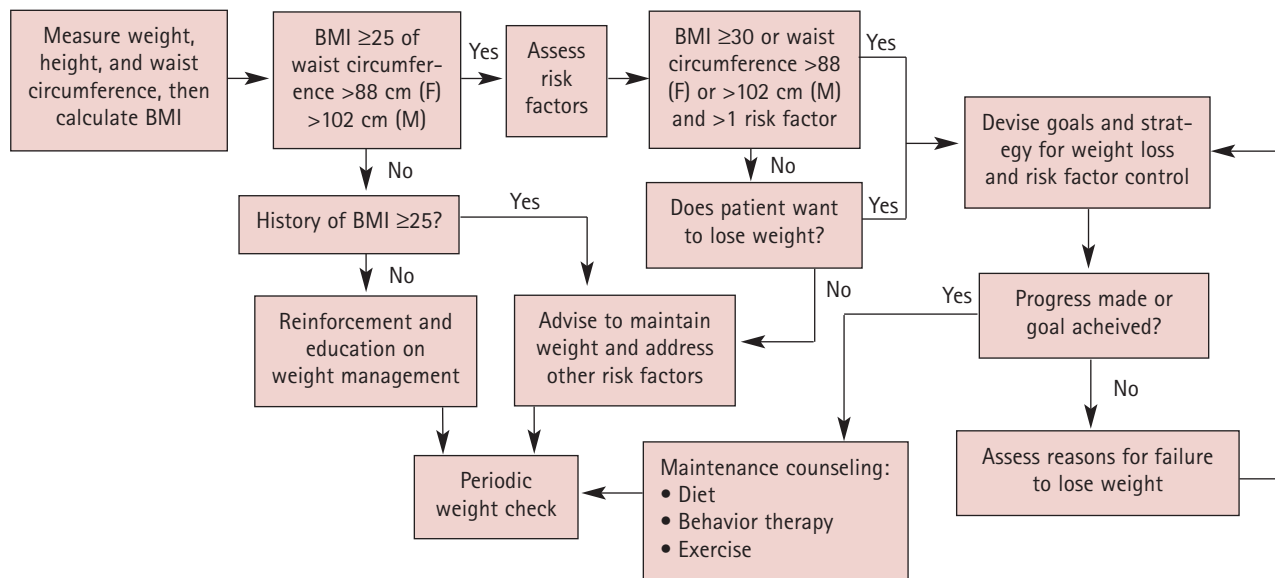 Measure weight,
height, and waist
circumference, then
calculate BMI
BMI ≥25 of
waist circumfer-
ence >88 cm (F)
>102 cm (M)
Yes
Assess
risk
factors
BMI ≥30 or waist
circumference >88
(F) or >102 cm (M)
and >1 risk factor
Yes
Devise goals and strat-
egy for weight loss
and risk factor control
No
No
History of BMI ≥25?
Yes
Does patient want
to lose weight?
Yes
No
No
Reinforcement and
education on
weight management
Advise to maintain
weight and address
other risk factors
Yes
Progress made or
goal acheived?
No
Periodic
weight check
Maintenance counseling:
• Diet
• Behavior therapy
• Exercise
Assess reasons for failure
to lose weight